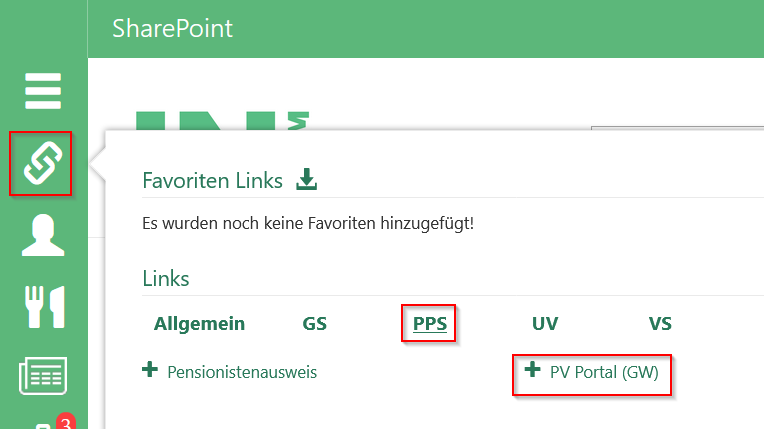 SharePoint
Favoriten Links
Es wurden noch keine Favoriten hinzugefügt!
Links
Allgemein GS PPS UV VS
Pensionistenausweis PV Portal (GW)
3